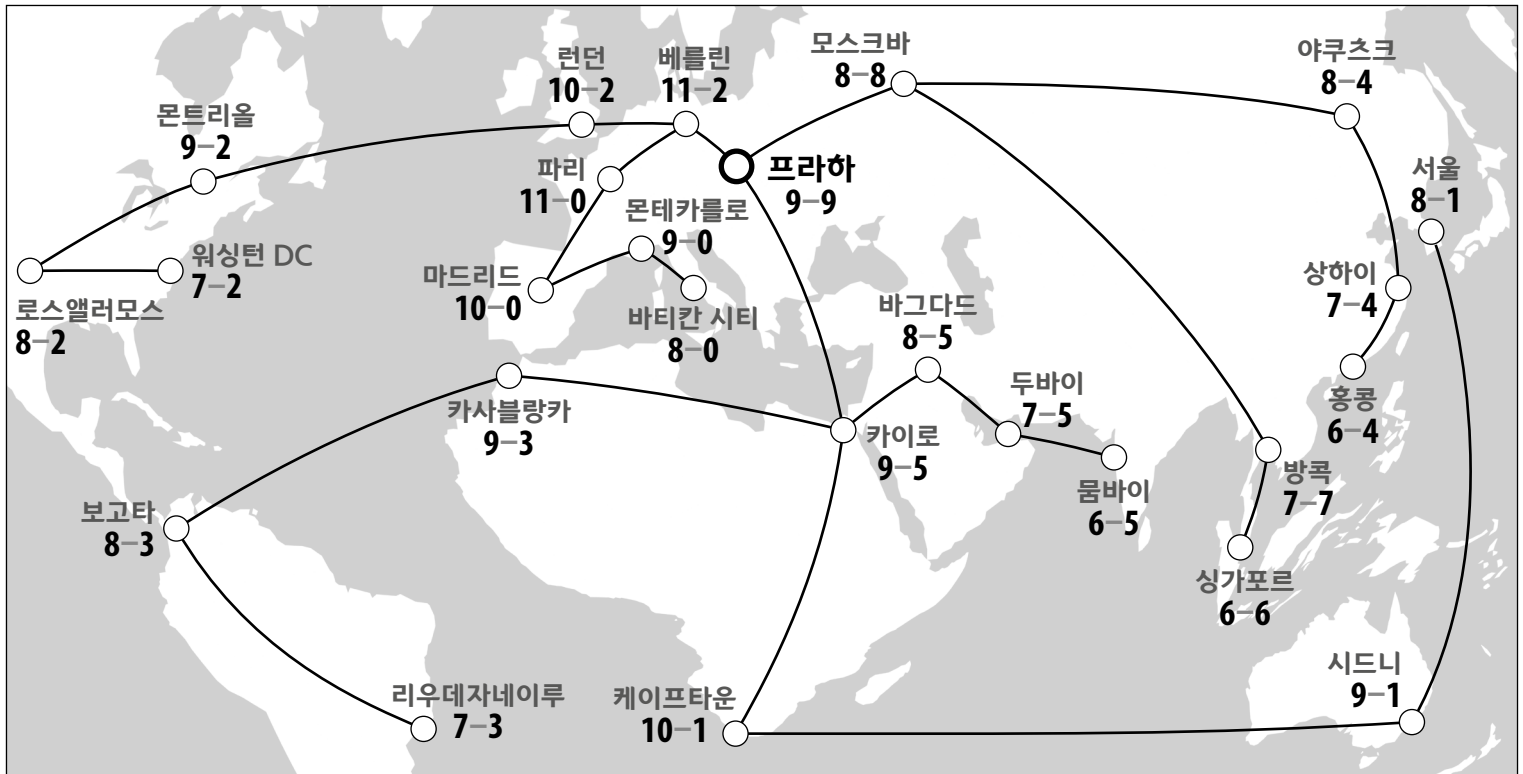 모스크바
8–8
야쿠츠크
8–4
런던
10–2
베를린
11–2
몬트리올
9–2
파리
11–0
프라하
9–9
서울
8–1
몬테카를로
9–0
워싱턴 DC
7–2
마드리드
10–0
상하이
7–4
로스앨러모스
8–2
바티칸 시티
8–0
바그다드
8–5
두바이
7–5
홍콩
6–4
카사블랑카
9–3
카이로
9–5
방콕
7–7
뭄바이
6–5
보고타
8–3
싱가포르
6–6
시드니
9–1
리우데자네이루
7–3
케이프타운
10–1